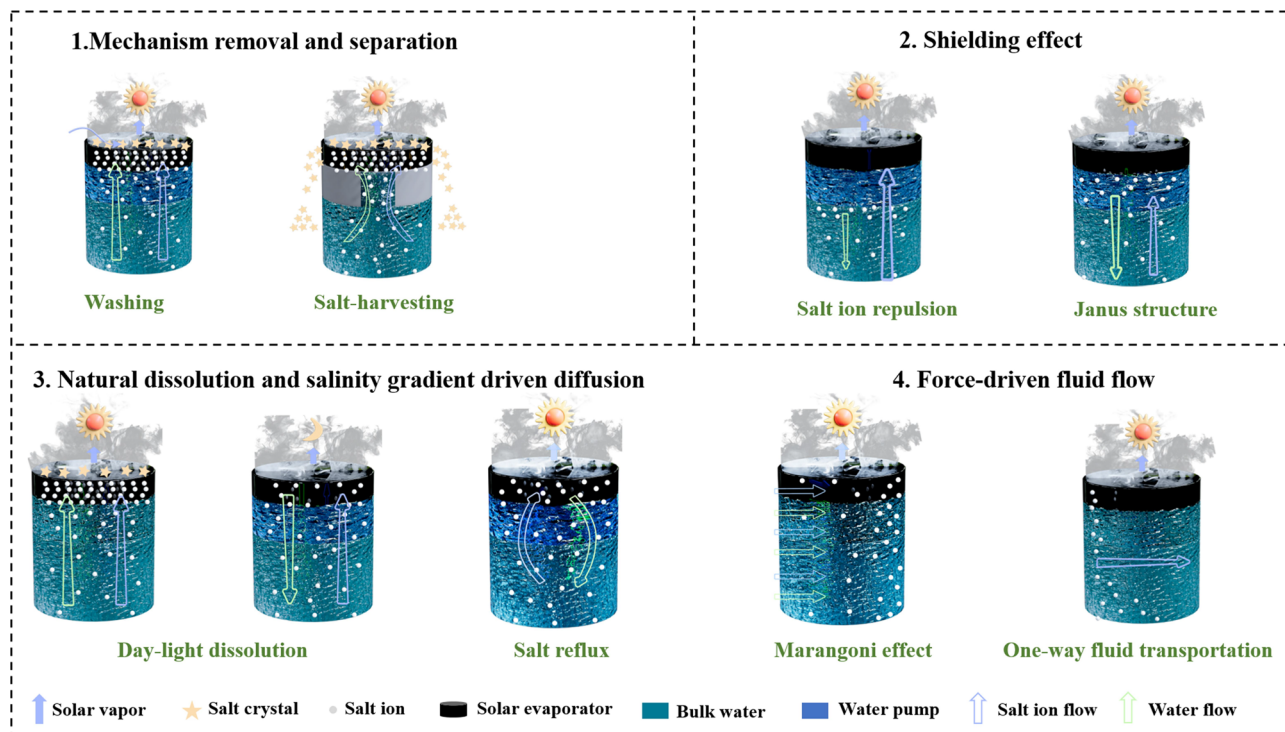 1.Mechanism removal and separation
2. Shielding effect
Washing
Salt-harvesting
Salt ion repulsion
Janus structure
3. Natural dissolution and salinity gradient driven diffusion
4. Force-driven fluid flow
Day-light dissolution
Salt reflux
Marangoni effect
One-way fluid transportation
Solar vapor
Salt crystal
Salt ion
Solar evaporator
Bulk water
Water pump
Salt ion flow
Water flow